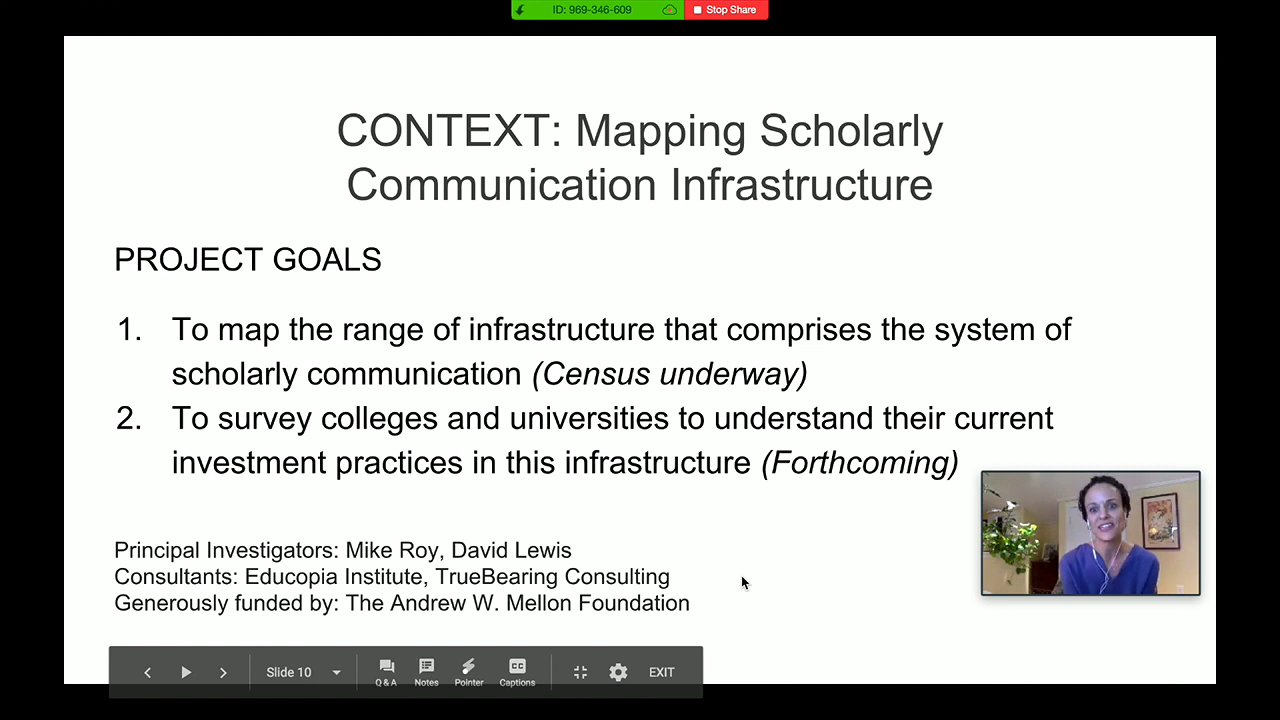 ID: 969-346-609
Stop Share
CONTEXT: Mapping Scholarly
Communication Infrastructure
PROJECT GOALS
1. To map the range of infrastructure that comprises the system of
scholarly communication (Census underway)
2. To survey colleges and universities to understand their current
investment practices in this infrastructure (Forthcoming)
Principal Investigators: Mike Roy, David Lewis
Consultants: Educopia Institute, TrueBearing Consulting
Generously funded by: The Andrew W. Mellon Foundation
Slide 10
Q & A
Notes
Pointer
CC
Captions
EXIT